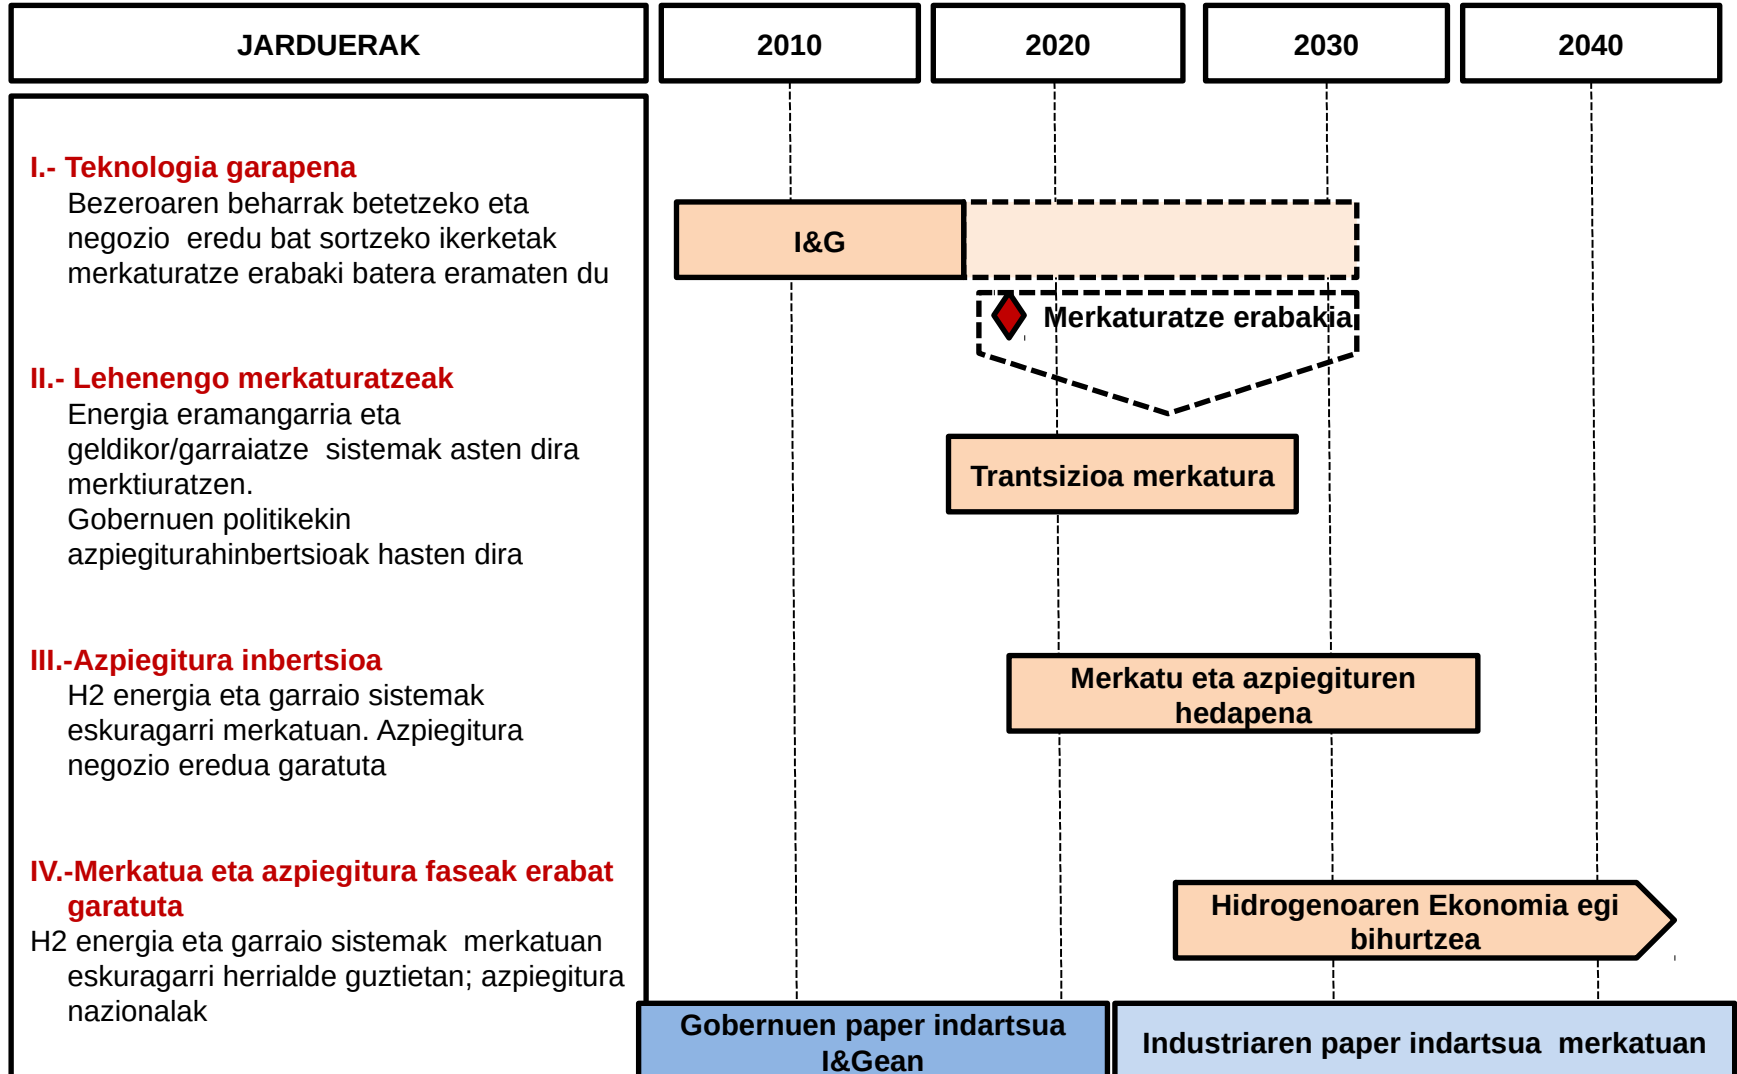 JARDUERAK
2010
2020
2030
2040
I.- Teknologia garapena
Bezeroaren beharrak betetzeko eta
negozio eredu bat sortzeko ikerketak
merkaturatze erabaki batera eramaten du
I&G
Merkaturatze erabakia
II.- Lehenengo merkaturatzeak
Energia eramangarria eta
geldikor/garraiatze sistemak asten dira
merktiuratzen.
Gobernuen politikekin
azpiegiturahinbertsioak hasten dira
Trantsizioa merkatura
III.-Azpiegitura inbertsioa
H2 energia eta garraio sistemak
eskuragarri merkatuan. Azpiegitura
negozio eredua garatuta
Merkatu eta azpiegituren
hedapena
IV.-Merkatua eta azpiegitura faseak erabat
garatuta
H2 energia eta garraio sistemak merkatuan
eskuragarri herrialde guztietan; azpiegitura
nazionalak
Hidrogenoaren Ekonomia egi
bihurtzea
Gobernuen paper indartsua
I&Gean
Industriaren paper indartsua merkatuan